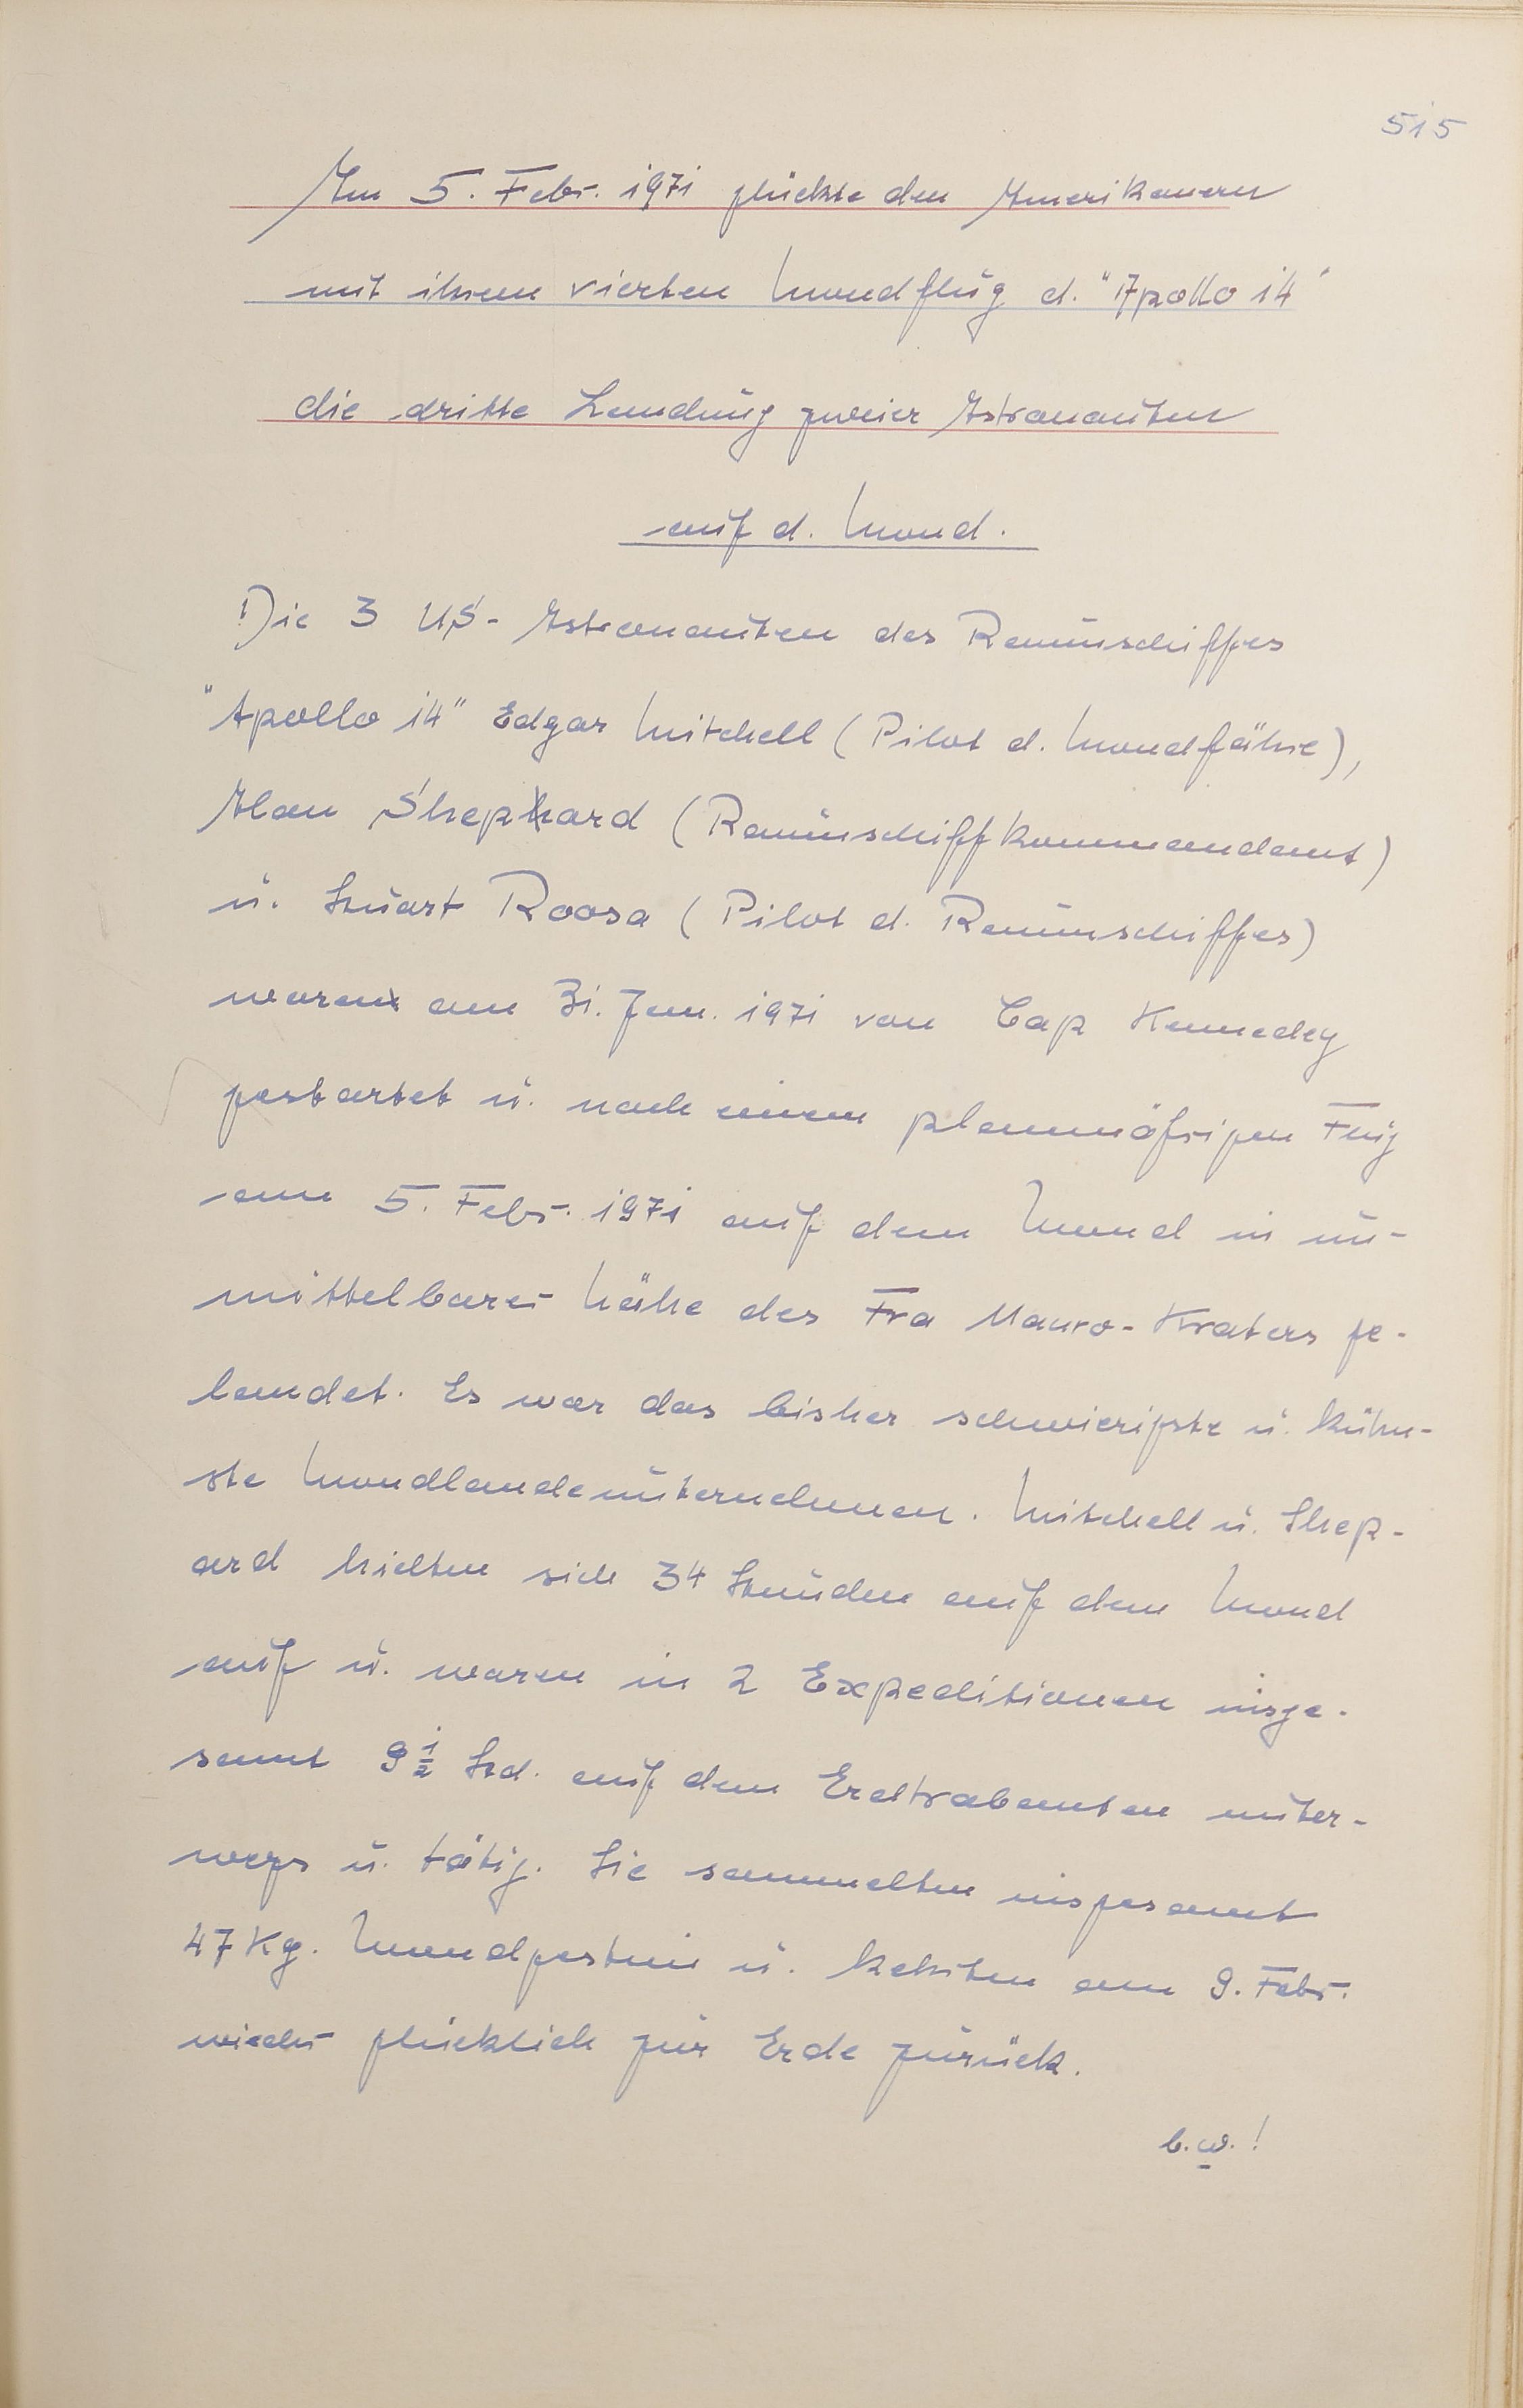 515
Am 5. Febr. 1971 glückte den Amerikanern
mit ihrem vierten Mondflug d. "Apollo 14"
die dritte Landung zweier Astronauten
auf d. Mond.
Die 3 US-Astronauten des Raumschiffes
"Apollo 14" Edgar Mitchell (Pilot d. Mondfähre),
Alan Shephard (Raumschiffkommandant)
u. Stuart Roosa (Pilot d. Raumschiffes)
waren am 31. Jan. 1971 von Cap Kennedey
gestartet u. nach einem planmäßigen Flug
am 5. Febr. 1971 auf dem Mond in un-
mittelbarer Nähe des Fra Mauro-Kraters ge-
landet. Es war das bisher schwierigste u. kühn-
ste Mondlandeunternehmen. Mitchell u. Shep-
ard hielten sich 34 Stunden auf dem Mond
auf u. waren in 2 Expeditionen insge-
samt 9 1/2 Std. auf dem Erdtrabanten unter-
wegs u. tätig. Sie sammelten insgesamt
47 Kg. Mondgestein u. kehrten am 9. Febr.
wieder glücklich zur Erde zurück.
b.w.!